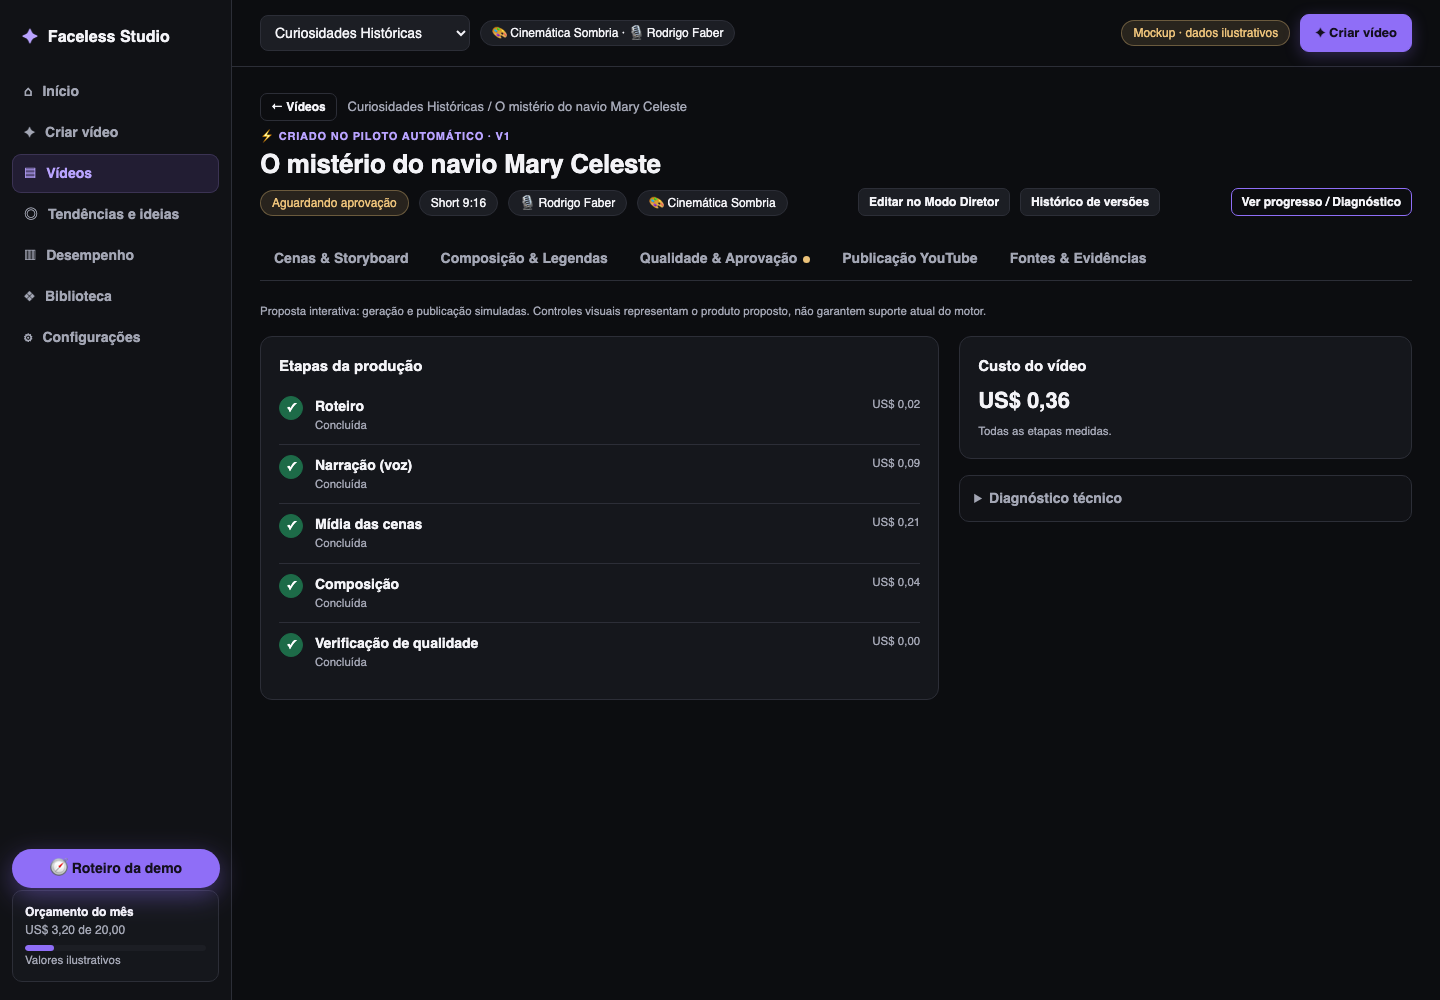 Faceless Studio
Início
Criar vídeo
Vídeos
Tendências e ideias
Desempenho
Biblioteca
Configurações
Roteiro da demo
Orçamento do mês
US$ 3,20 de 20,00
Valores ilustrativos
Curiosidades Históricas
Cinemática Sombria · Rodrigo Faber
Mockup · dados ilustrativos
✦ Criar vídeo
← Vídeos
Curiosidades Históricas / O mistério do navio Mary Celeste
⚡ CRIADO NO PILOTO AUTOMÁTICO · V1
O mistério do navio Mary Celeste
Aguardando aprovação
Short 9:16
Rodrigo Faber
Cinemática Sombria
Editar no Modo Diretor
Histórico de versões
Ver progresso / Diagnóstico
Cenas & Storyboard
Composição & Legendas
Qualidade & Aprovação
Publicação YouTube
Fontes & Evidências
Proposta interativa: geração e publicação simuladas. Controles visuais representam o produto proposto, não garantem suporte atual do motor.
Etapas da produção
Roteiro
US$ 0,02
Concluída
Narração (voz)
US$ 0,09
Concluída
Mídia das cenas
US$ 0,21
Concluída
Composição
US$ 0,04
Concluída
Verificação de qualidade
US$ 0,00
Concluída
Custo do vídeo
US$ 0,36
Todas as etapas medidas.
Diagnóstico técnico